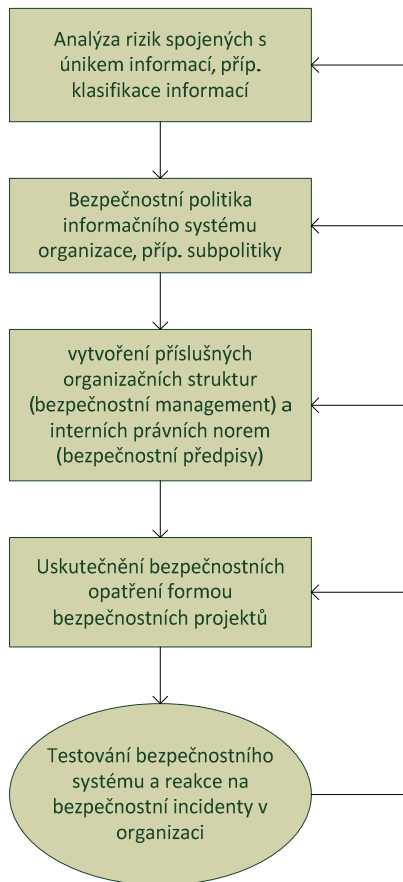 Analýza rizik spojených s
únikem informací, příp.
klasifikace informací
Bezpečnostní politika
informačního systému
organizace, příp. subpolitiky
vytvoření příslušných
organizačních struktur
(bezpečnostní management) a
interních právních norem
(bezpečnostní předpisy)
Uskutečnění bezpečnostních
opatření formou
bezpečnostních projektů
Testování bezpečnostního
systému a reakce na
bezpečnostní incidenty v
organizaci